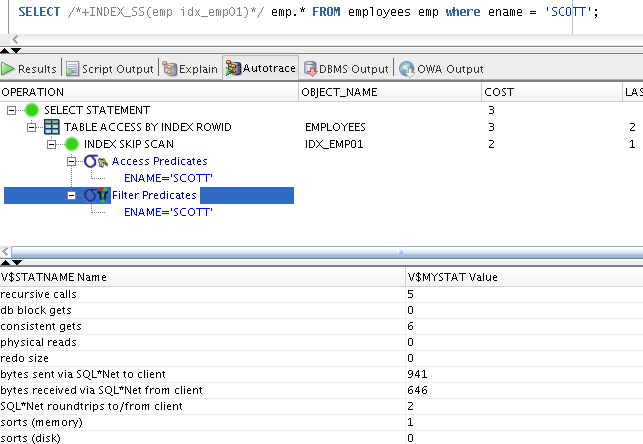 SELECT /*+INDEX_SS(emp idx_emp01)*/ emp.* FROM employees emp where ename = 'SCOTT';
Results Script Output Explain Autotrace DBMS Output OWA Output
OPERATION OBJECT_NAME COST LAS
SELECT STATEMENT 3
TABLE ACCESS BY INDEX ROWID EMPLOYEES 3 2
INDEX SKIP SCAN IDX_EMP01 2 1
Access Predicates
ENAME='SCOTT'
Filter Predicates
ENAME='SCOTT'
V$STATNAME Name V$MYSTAT Value
recursive calls 5
db block gets 0
consistent gets 6
physical reads 0
redo size 0
bytes sent via SQL*Net to client 941
bytes received via SQL*Net from client 646
SQL*Net roundtrips to/from client 2
sorts (memory) 1
sorts (disk) 0